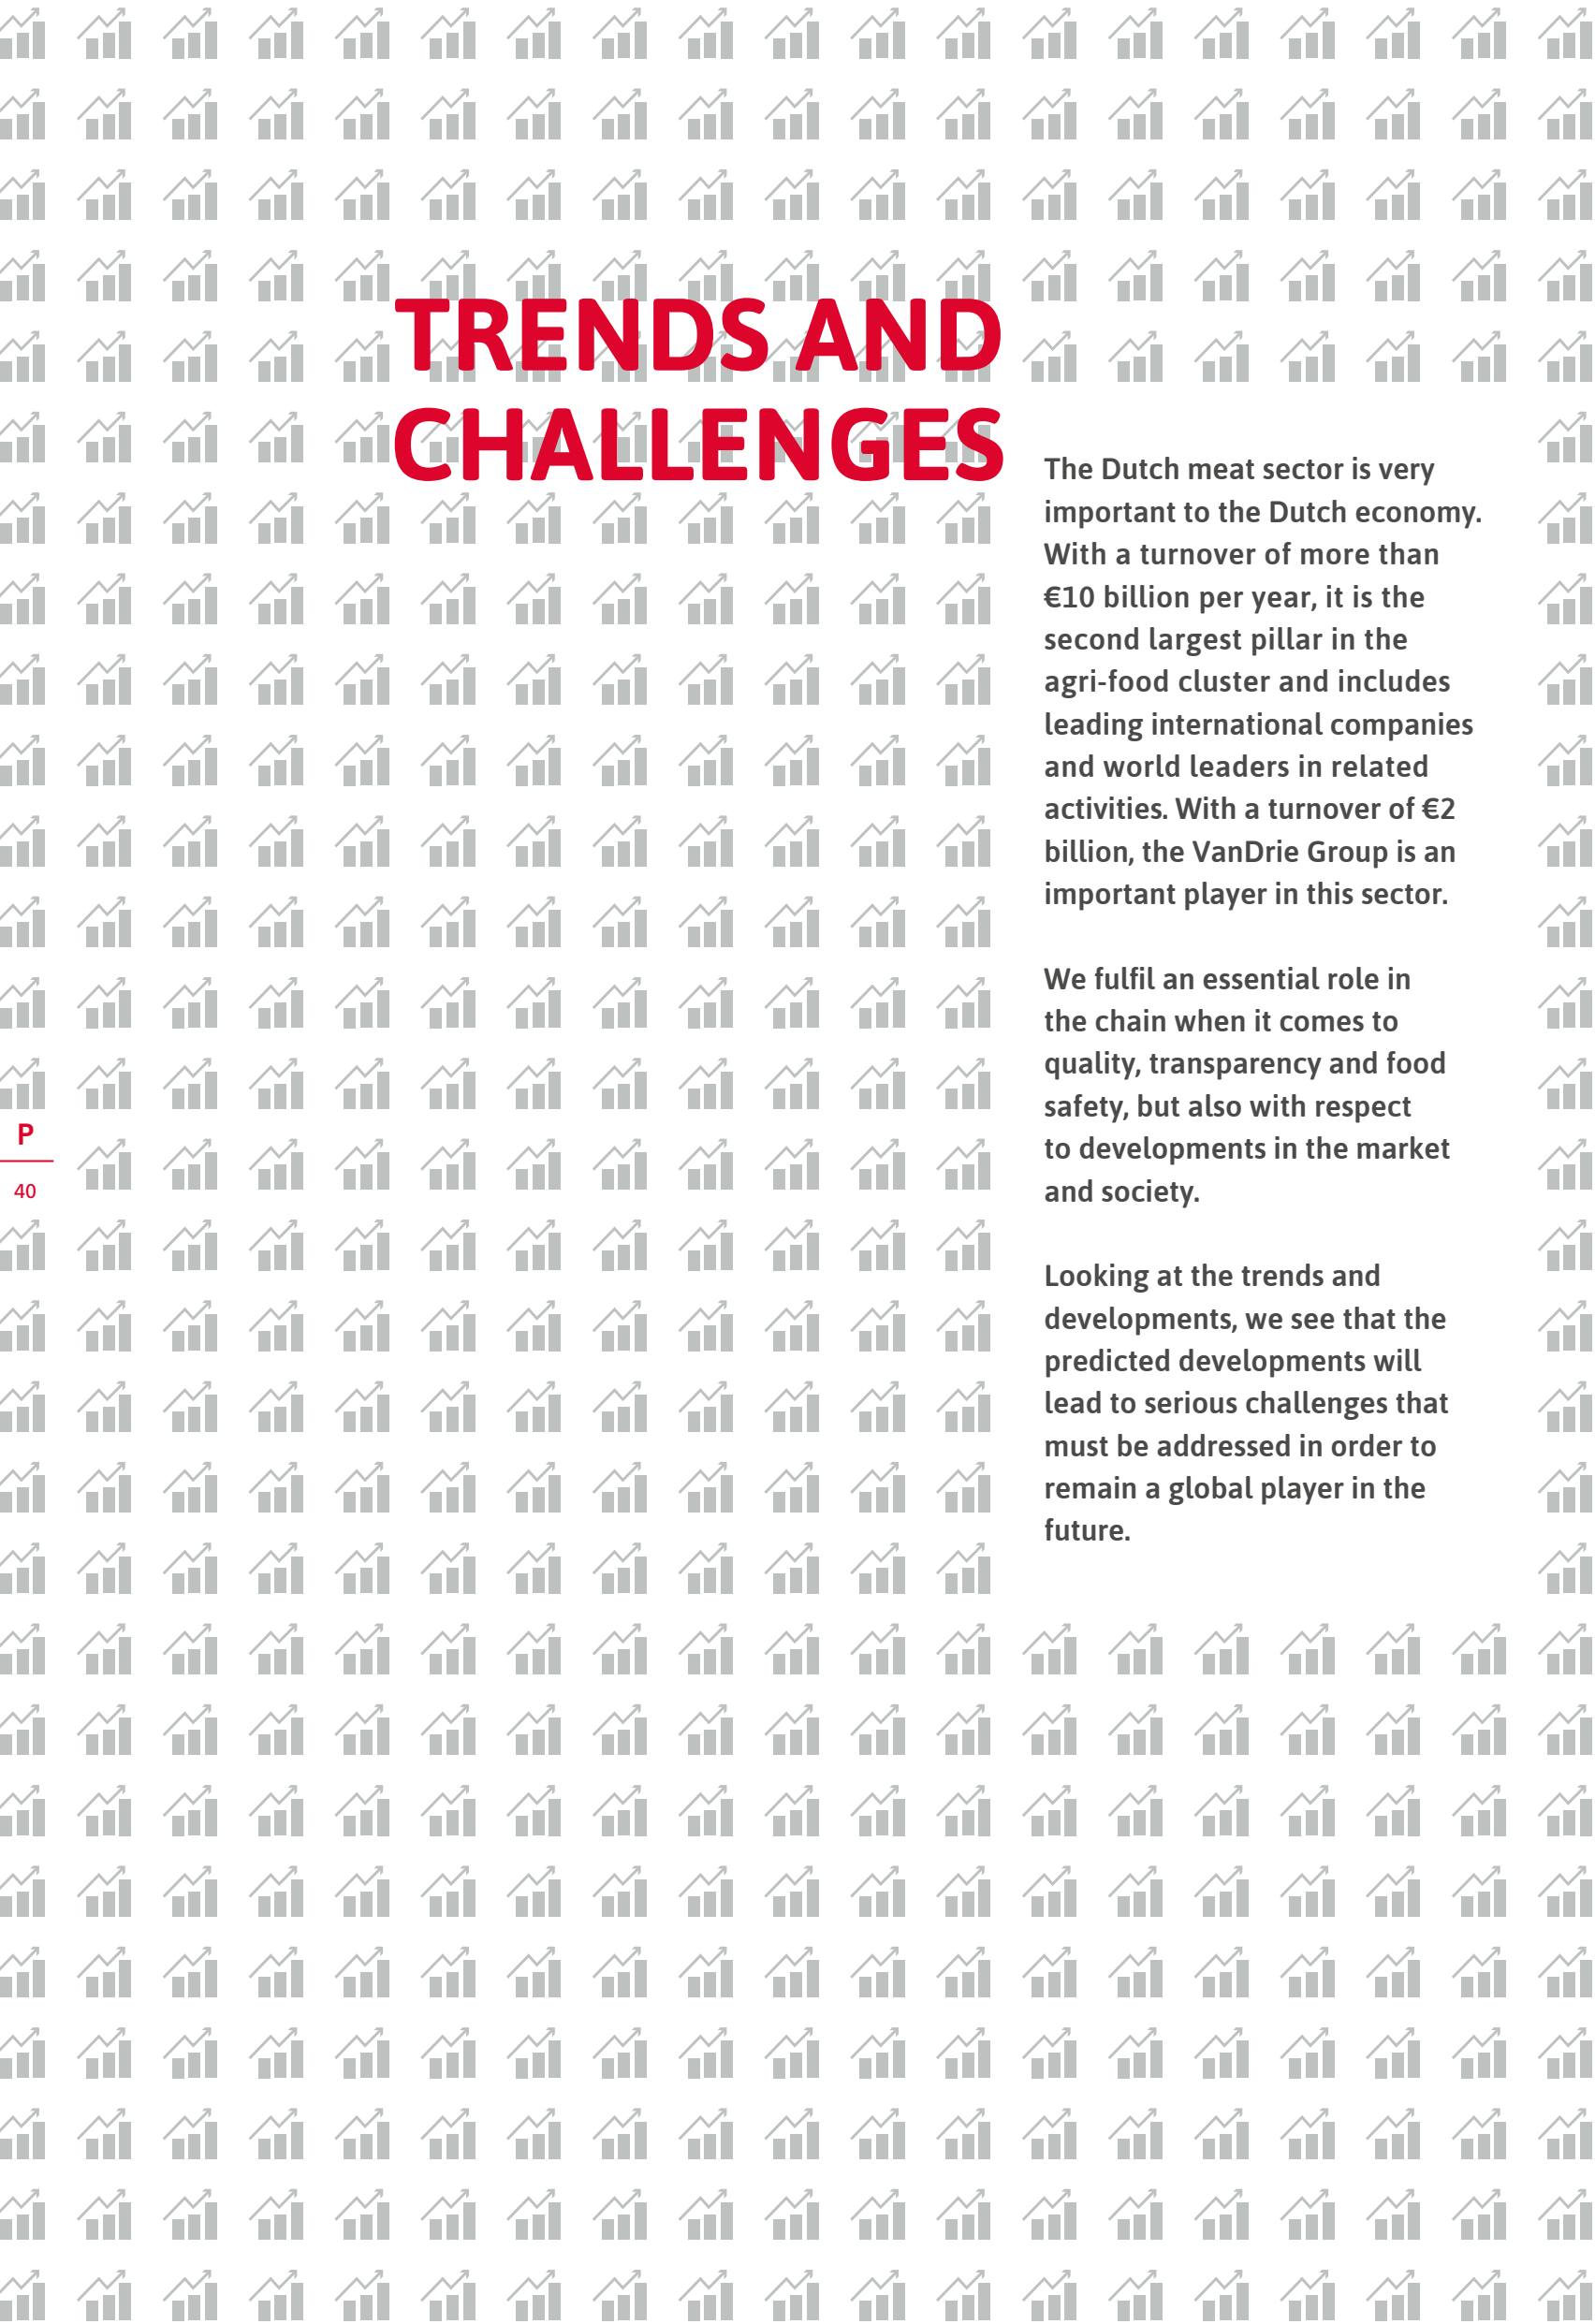 TRENDS AND
CHALLENGES
The Dutch meat sector is very
important to the Dutch economy.
With a turnover of more than
€10 billion per year, it is the
second largest pillar in the
agri-food cluster and includes
leading international companies
and world leaders in related
activities. With a turnover of €2
billion, the VanDrie Group is an
important player in this sector.
We fulfil an essential role in
the chain when it comes to
quality, transparency and food
safety, but also with respect
to developments in the market
and society.
Looking at the trends and
developments, we see that the
predicted developments will
lead to serious challenges that
must be addressed in order to
remain a global player in the
future.
P
40